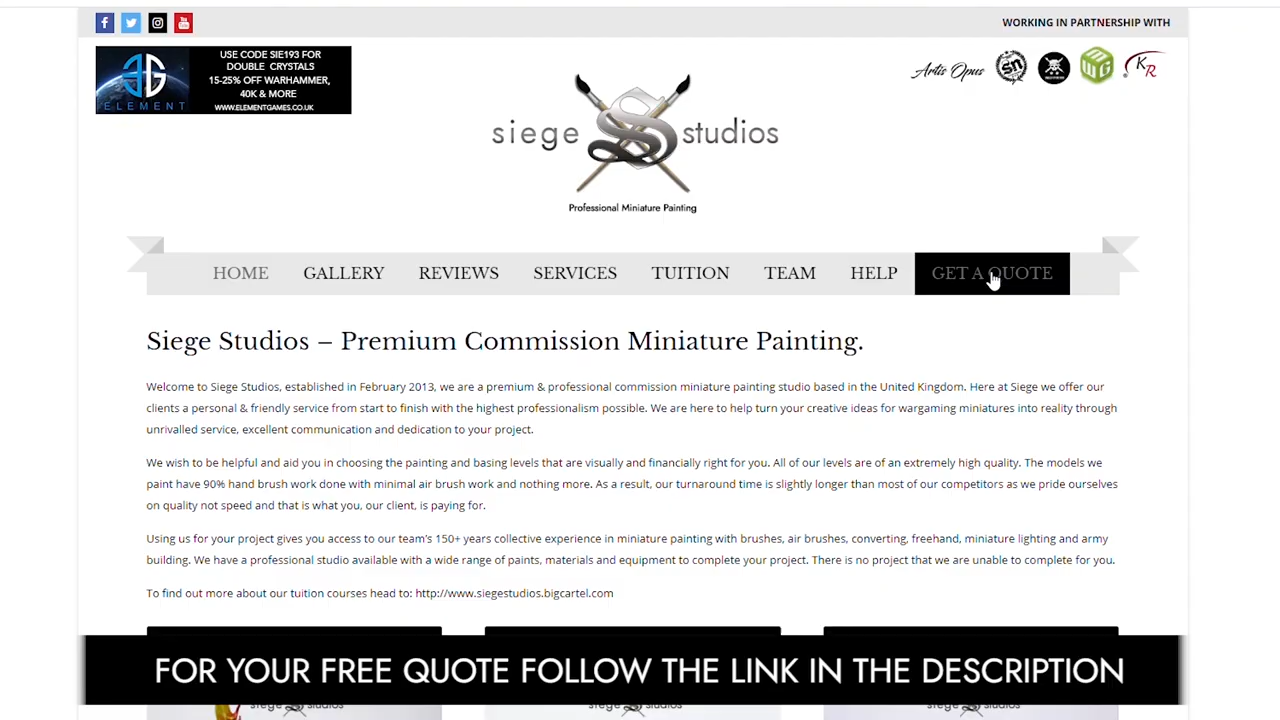 WORKING IN PARTNERSHIP WITH
USE CODE SIE193 FOR
DOUBLE CRYSTALS
15-25% OFF WARHAMMER,
40K & MORE
WWW.ELEMENTGAMES.CO.UK
ELEMENT
Artis Opus
KR
siege studios
Professional Miniature Painting
HOME GALLERY REVIEWS SERVICES TUITION TEAM HELP GET A QUOTE
Siege Studios – Premium Commission Miniature Painting.
Welcome to Siege Studios, established in February 2013, we are a premium & professional commission miniature painting studio based in the United Kingdom. Here at Siege we offer our
clients a personal & friendly service from start to finish with the highest professionalism possible. We are here to help turn your creative ideas for wargaming miniatures into reality through
unrivalled service, excellent communication and dedication to your project.
We wish to be helpful and aid you in choosing the painting and basing levels that are visually and financially right for you. All of our levels are of an extremely high quality. The models we
paint have 90% hand brush work done with minimal air brush work and nothing more. As a result, our turnaround time is slightly longer than most of our competitors as we pride ourselves
on quality not speed and that is what you, our client, is paying for.
Using us for your project gives you access to our team's 150+ years collective experience in miniature painting with brushes, air brushes, converting, freehand, miniature lighting and army
building. We have a professional studio available with a wide range of paints, materials and equipment to complete your project. There is no project that we are unable to complete for you.
To find out more about our tuition courses head to: http://www.siegestudios.bigcartel.com
FOR YOUR FREE QUOTE FOLLOW THE LINK IN THE DESCRIPTION